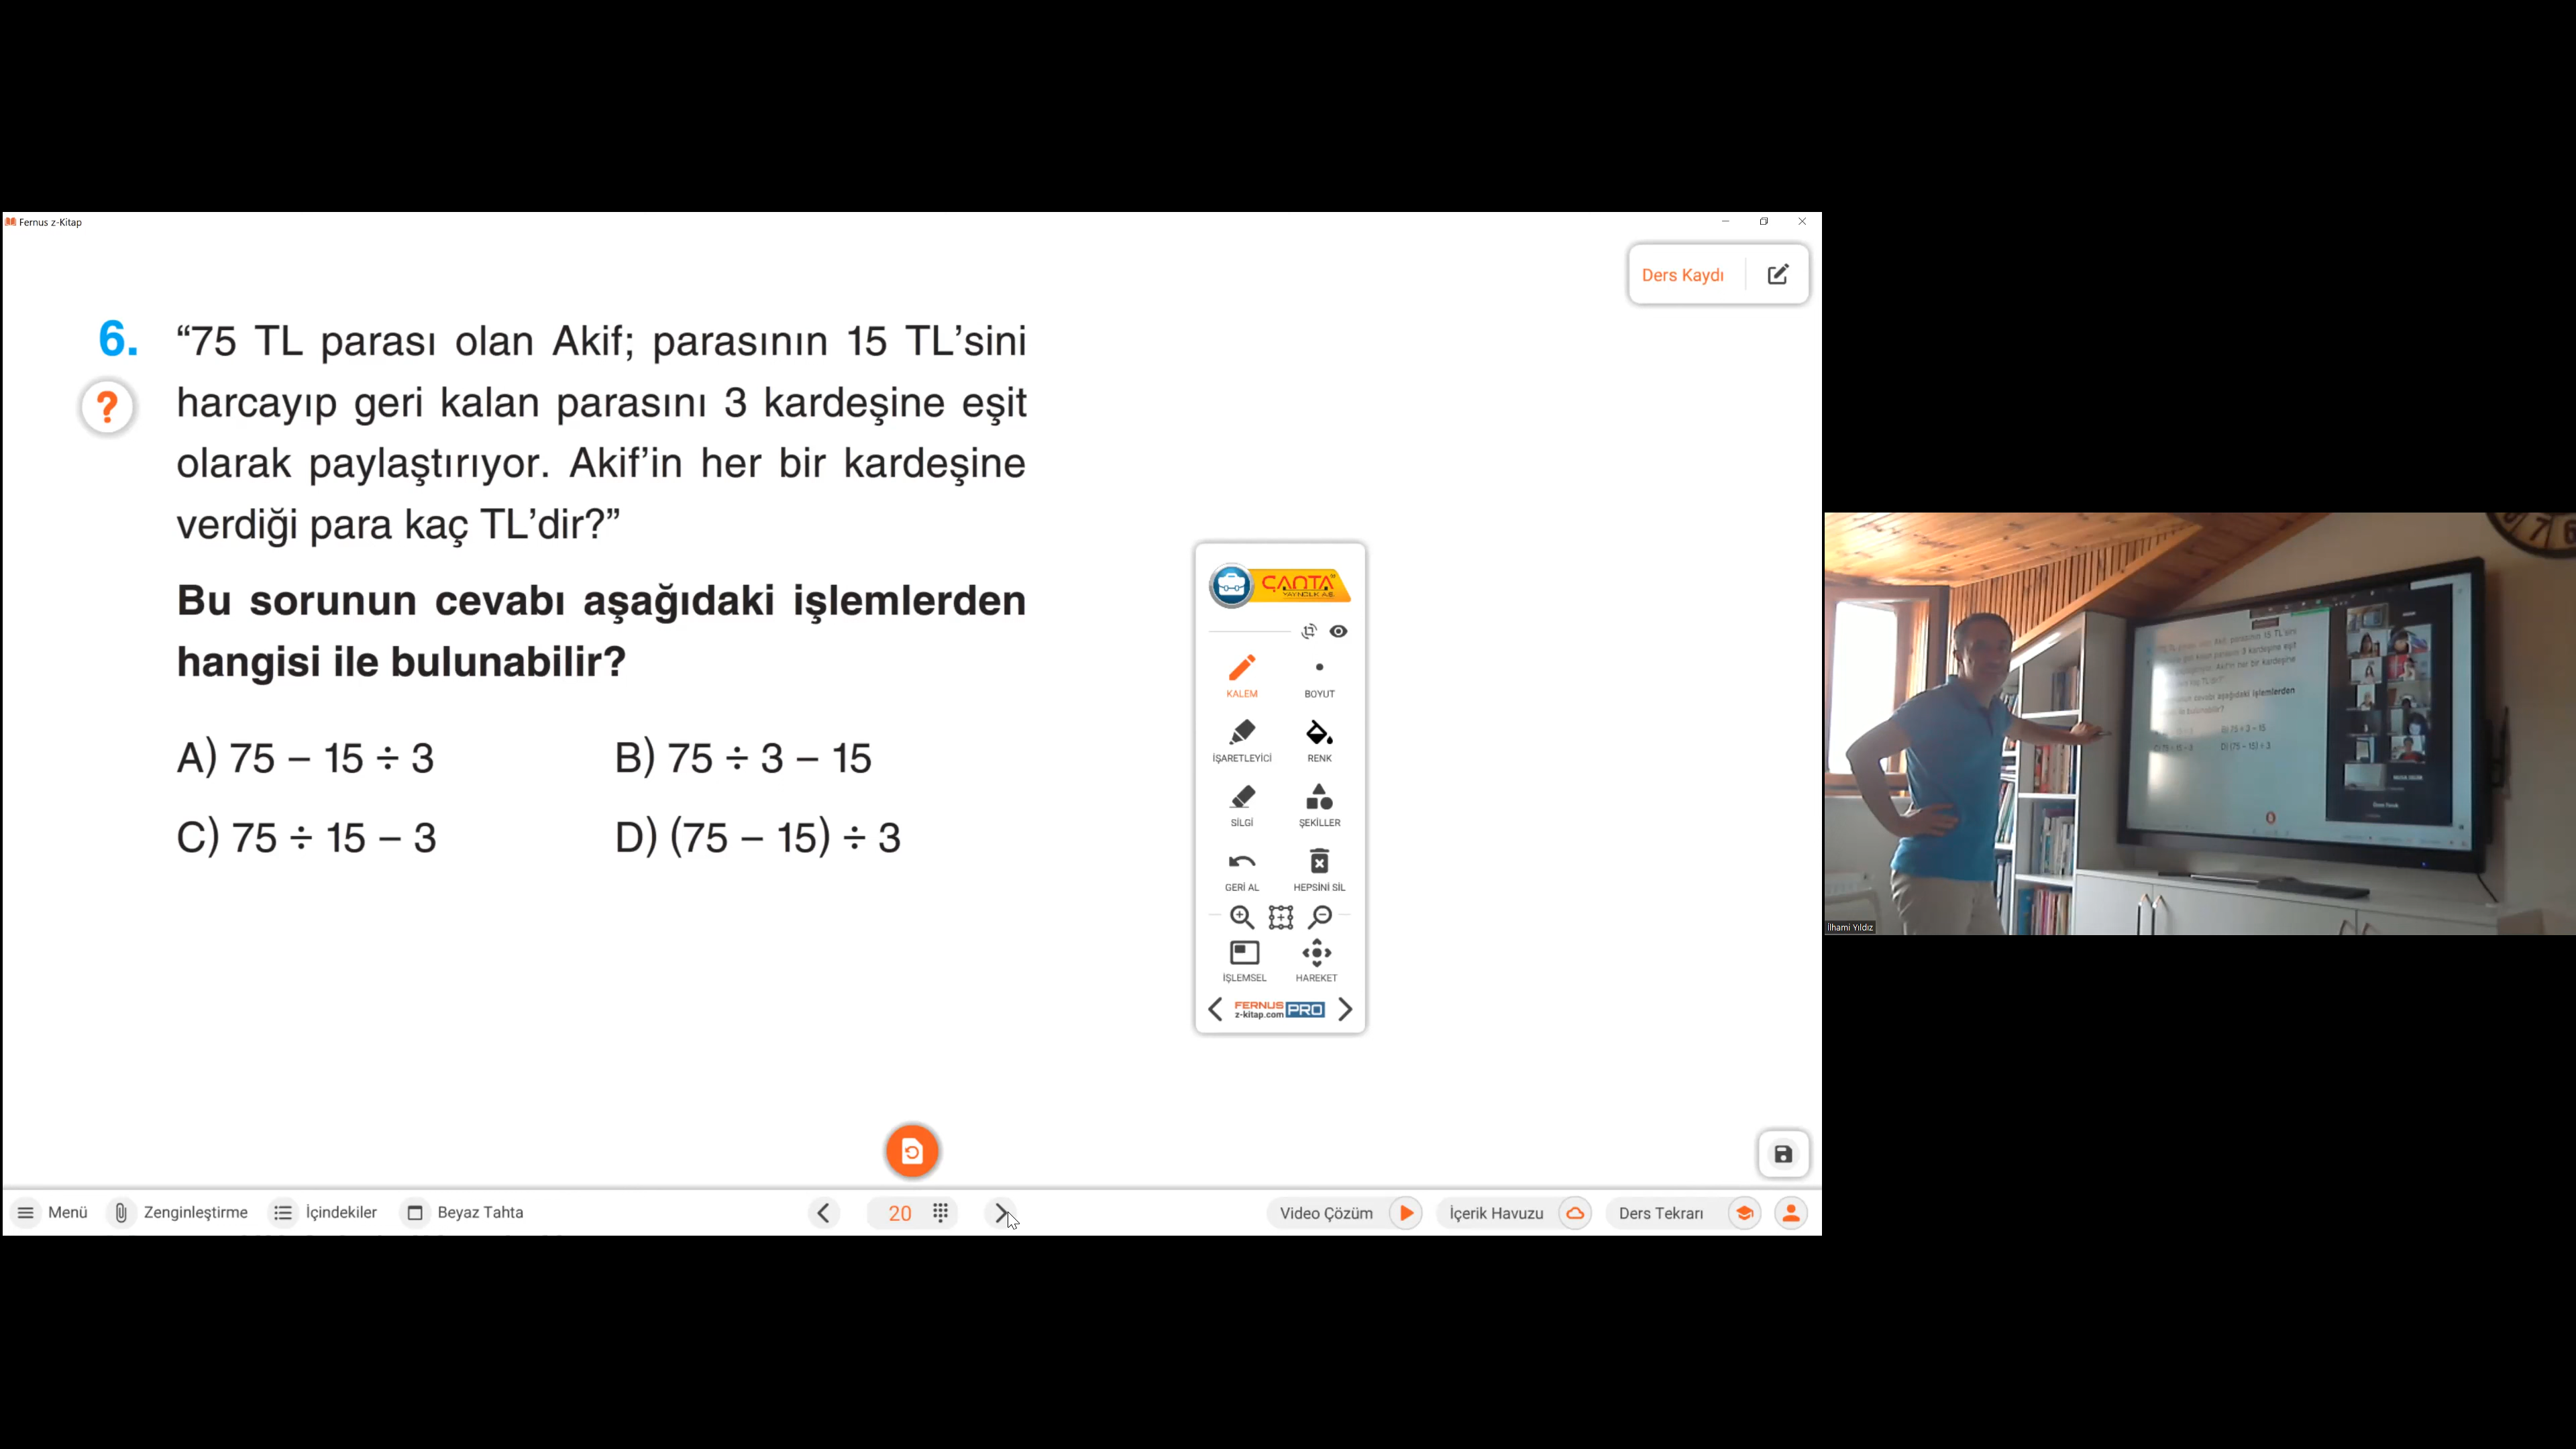 Fernus z-Kitap
Ders Kaydı
6. “75 TL parası olan Akif; parasının 15 TL’sini
harcayıp geri kalan parasını 3 kardeşine eşit
olarak paylaştırıyor. Akif’in her bir kardeşine
verdiği para kaç TL’dir?”
Bu sorunun cevabı aşağıdaki işlemlerden
hangisi ile bulunabilir?
A) 75 – 15 ÷ 3 B) 75 ÷ 3 – 15
C) 75 ÷ 15 – 3 D) (75 – 15) ÷ 3
?
ÇANTA
YAYINCILIK A.Ş.
KALEM BOYUT
İŞARETLEYİCİ RENK
SİLGİ ŞEKİLLER
GERİ AL HEPSİNİ SİL
İŞLEMSEL HAREKET
FERNUS PRO
z-kitap.com
Menü Zenginleştirme İçindekiler Beyaz Tahta 20 Video Çözüm İçerik Havuzu Ders Tekrarı
İlhami Yıldız